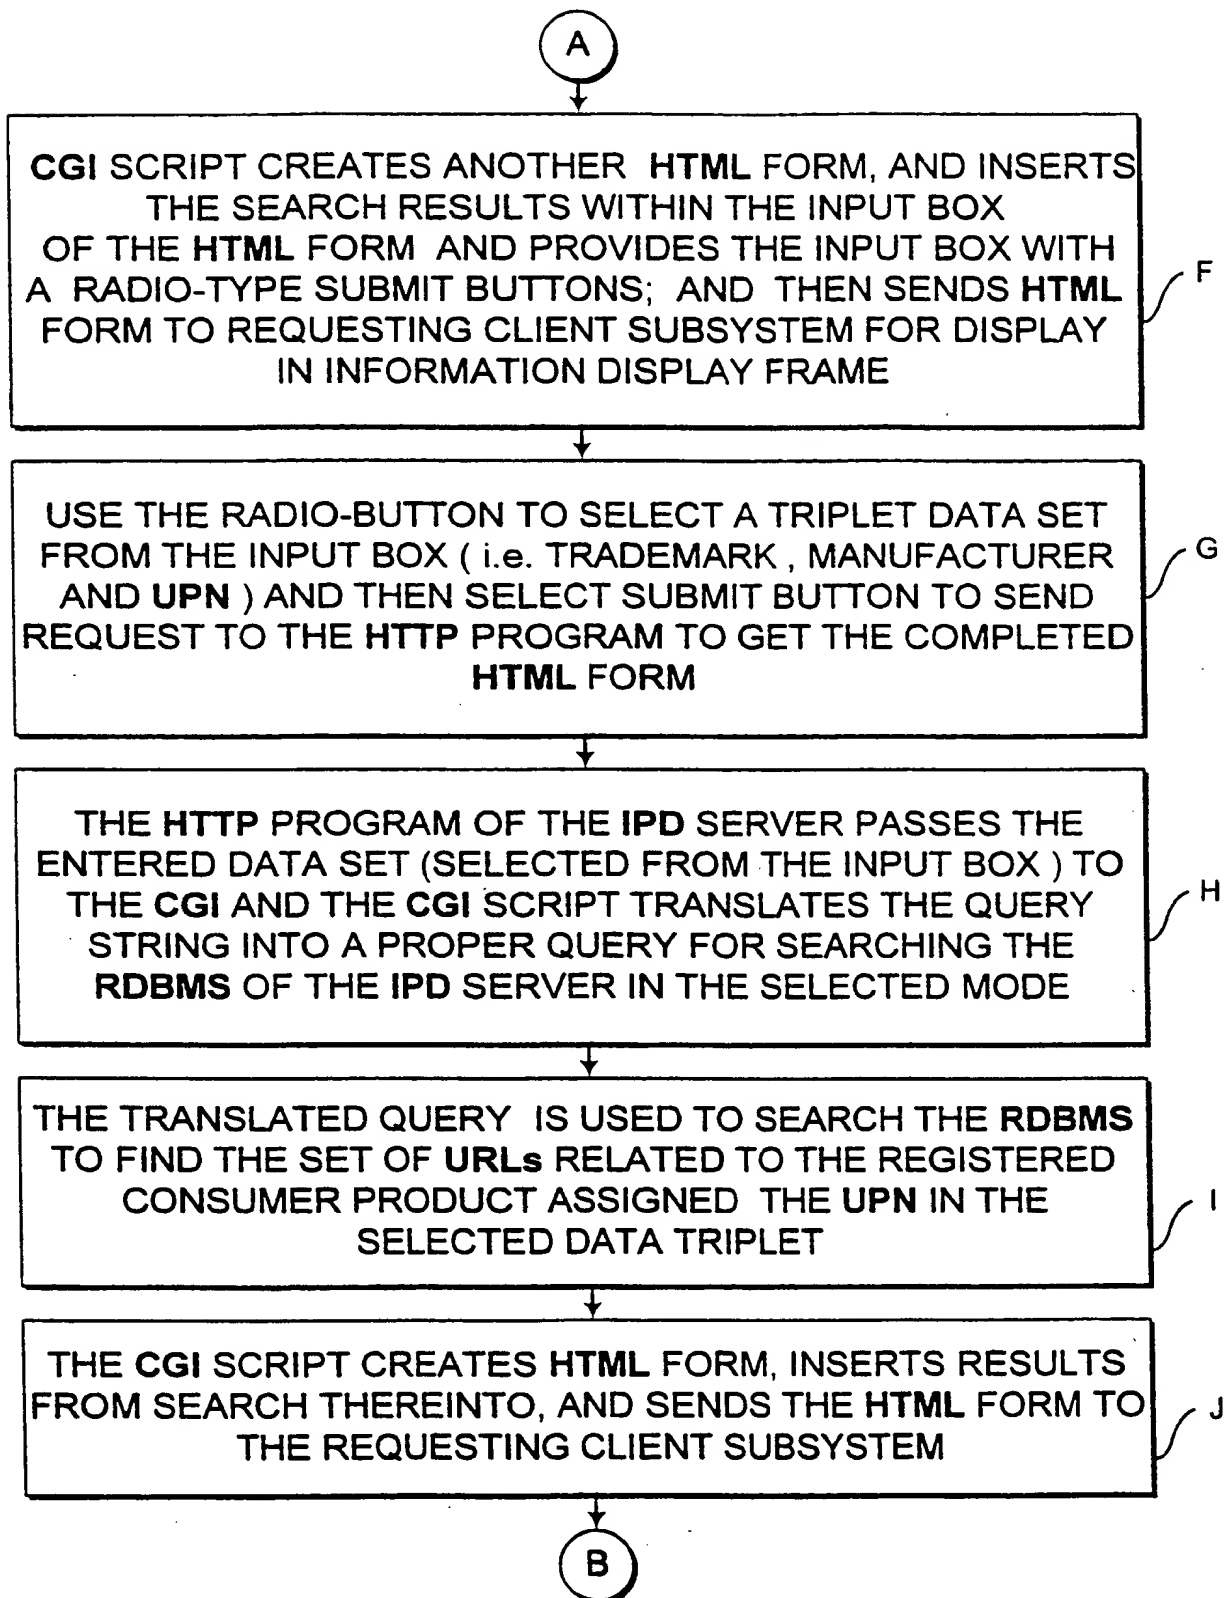 A
CGI SCRIPT CREATES ANOTHER HTML FORM, AND INSERTS
THE SEARCH RESULTS WITHIN THE INPUT BOX
OF THE HTML FORM AND PROVIDES THE INPUT BOX WITH
A RADIO-TYPE SUBMIT BUTTONS; AND THEN SENDS HTML
FORM TO REQUESTING CLIENT SUBSYSTEM FOR DISPLAY
IN INFORMATION DISPLAY FRAME
F
USE THE RADIO-BUTTON TO SELECT A TRIPLET DATA SET
FROM THE INPUT BOX ( i.e. TRADEMARK , MANUFACTURER
AND UPN ) AND THEN SELECT SUBMIT BUTTON TO SEND
REQUEST TO THE HTTP PROGRAM TO GET THE COMPLETED
HTML FORM
G
THE HTTP PROGRAM OF THE IPD SERVER PASSES THE
ENTERED DATA SET (SELECTED FROM THE INPUT BOX ) TO
THE CGI AND THE CGI SCRIPT TRANSLATES THE QUERY
STRING INTO A PROPER QUERY FOR SEARCHING THE
RDBMS OF THE IPD SERVER IN THE SELECTED MODE
H
THE TRANSLATED QUERY IS USED TO SEARCH THE RDBMS
TO FIND THE SET OF URLs RELATED TO THE REGISTERED
CONSUMER PRODUCT ASSIGNED THE UPN IN THE
SELECTED DATA TRIPLET
I
THE CGI SCRIPT CREATES HTML FORM, INSERTS RESULTS
FROM SEARCH THEREINTO, AND SENDS THE HTML FORM TO
THE REQUESTING CLIENT SUBSYSTEM
J
B